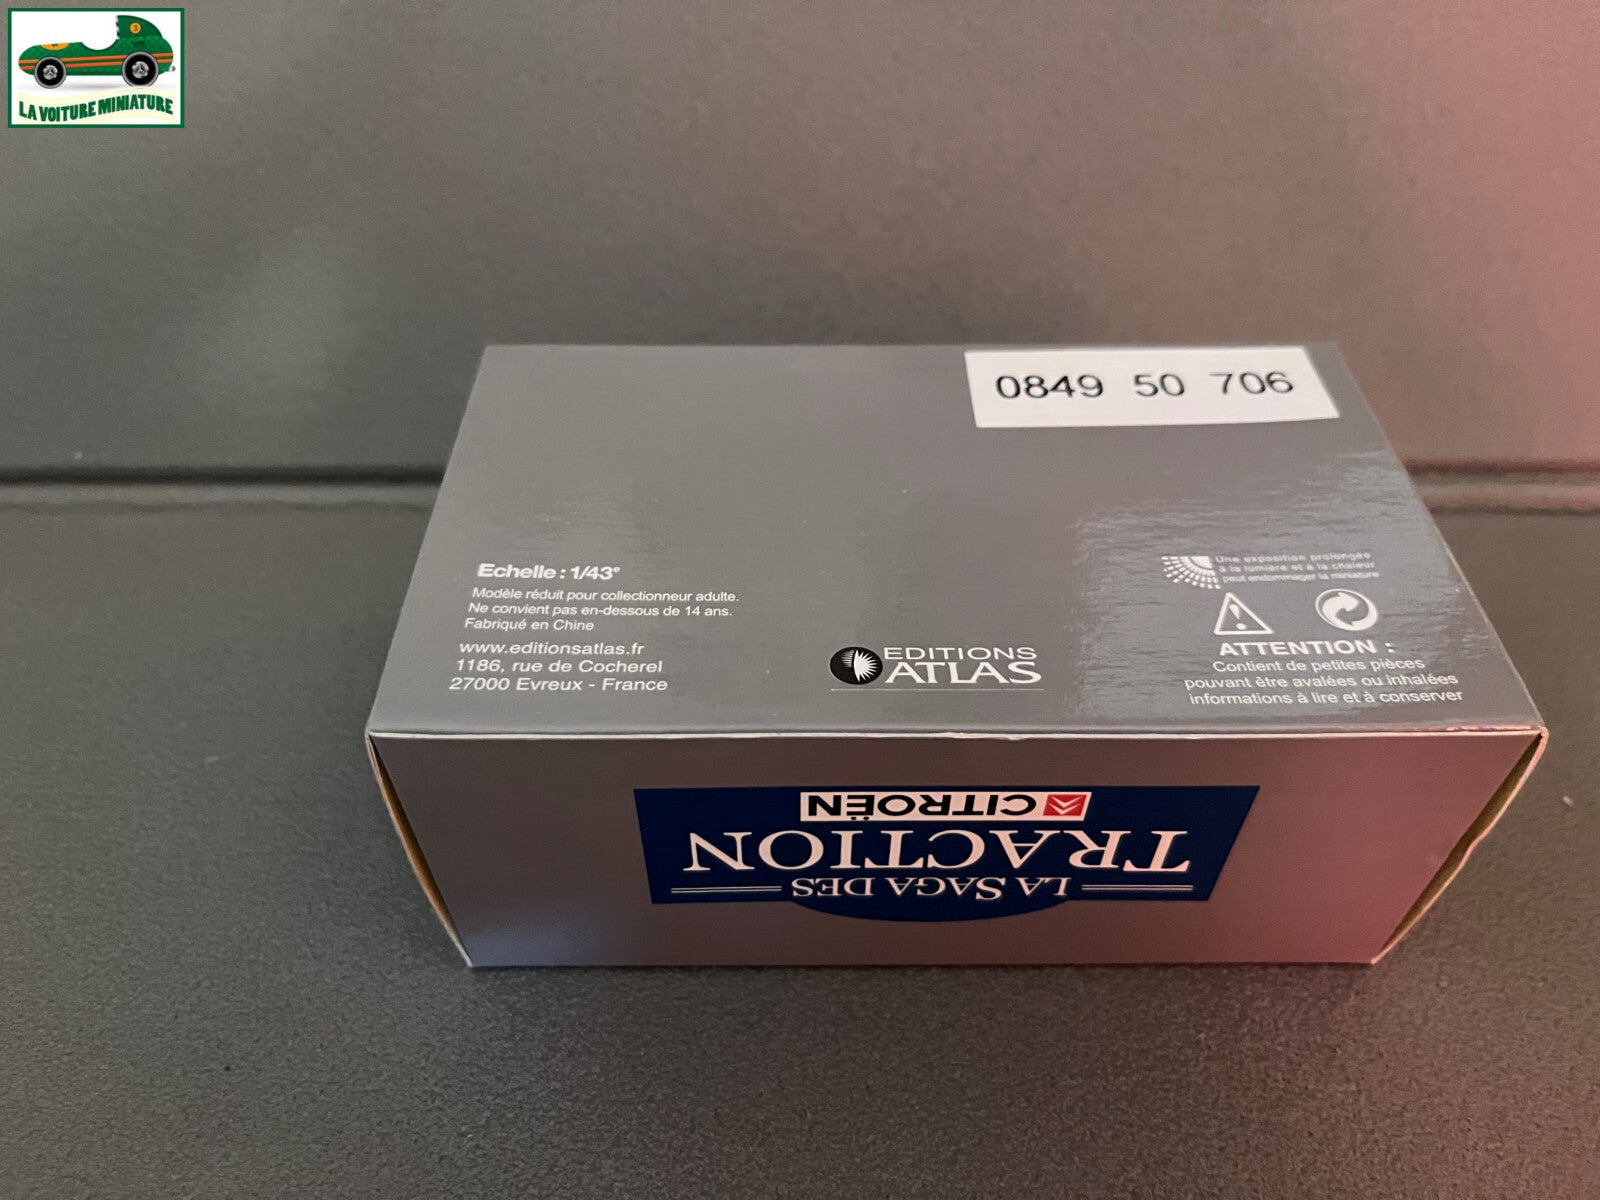 LA VOITURE MINIATURE
0849 50 706
Echelle : 1/43e
Modèle réduit pour collectionneur adulte.
Ne convient pas en-dessous de 14 ans.
Fabriqué en Chine
www.editionsatlas.fr
1186, rue de Cocherel
27000 Evreux - France
EDITIONS
ATLAS
Une exposition prolongée
à la lumière et à la chaleur
peut endommager la miniature
ATTENTION :
Contient de petites pièces
pouvant être avalées ou inhalées
informations à lire et à conserver
LA SAGA DES
TRACTION
CITROËN